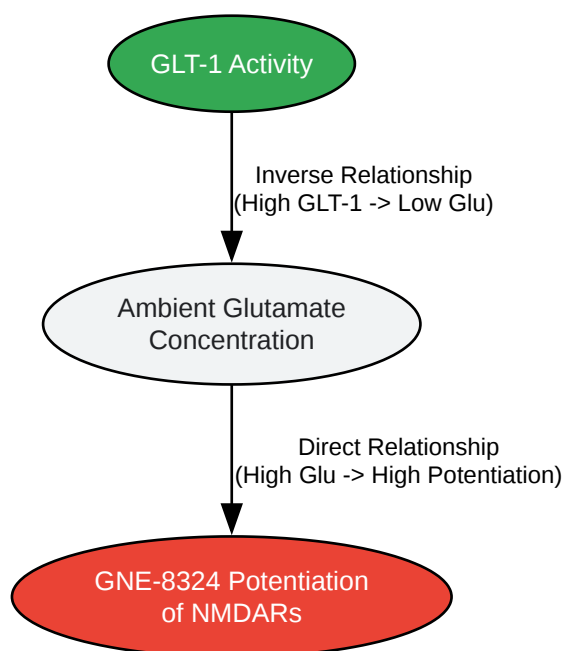 GLT-1 Activity
Inverse Relationship
(High GLT-1 -> Low Glu)
Ambient Glutamate
Concentration
Direct Relationship
(High Glu -> High Potentiation)
GNE-8324 Potentiation
of NMDARs